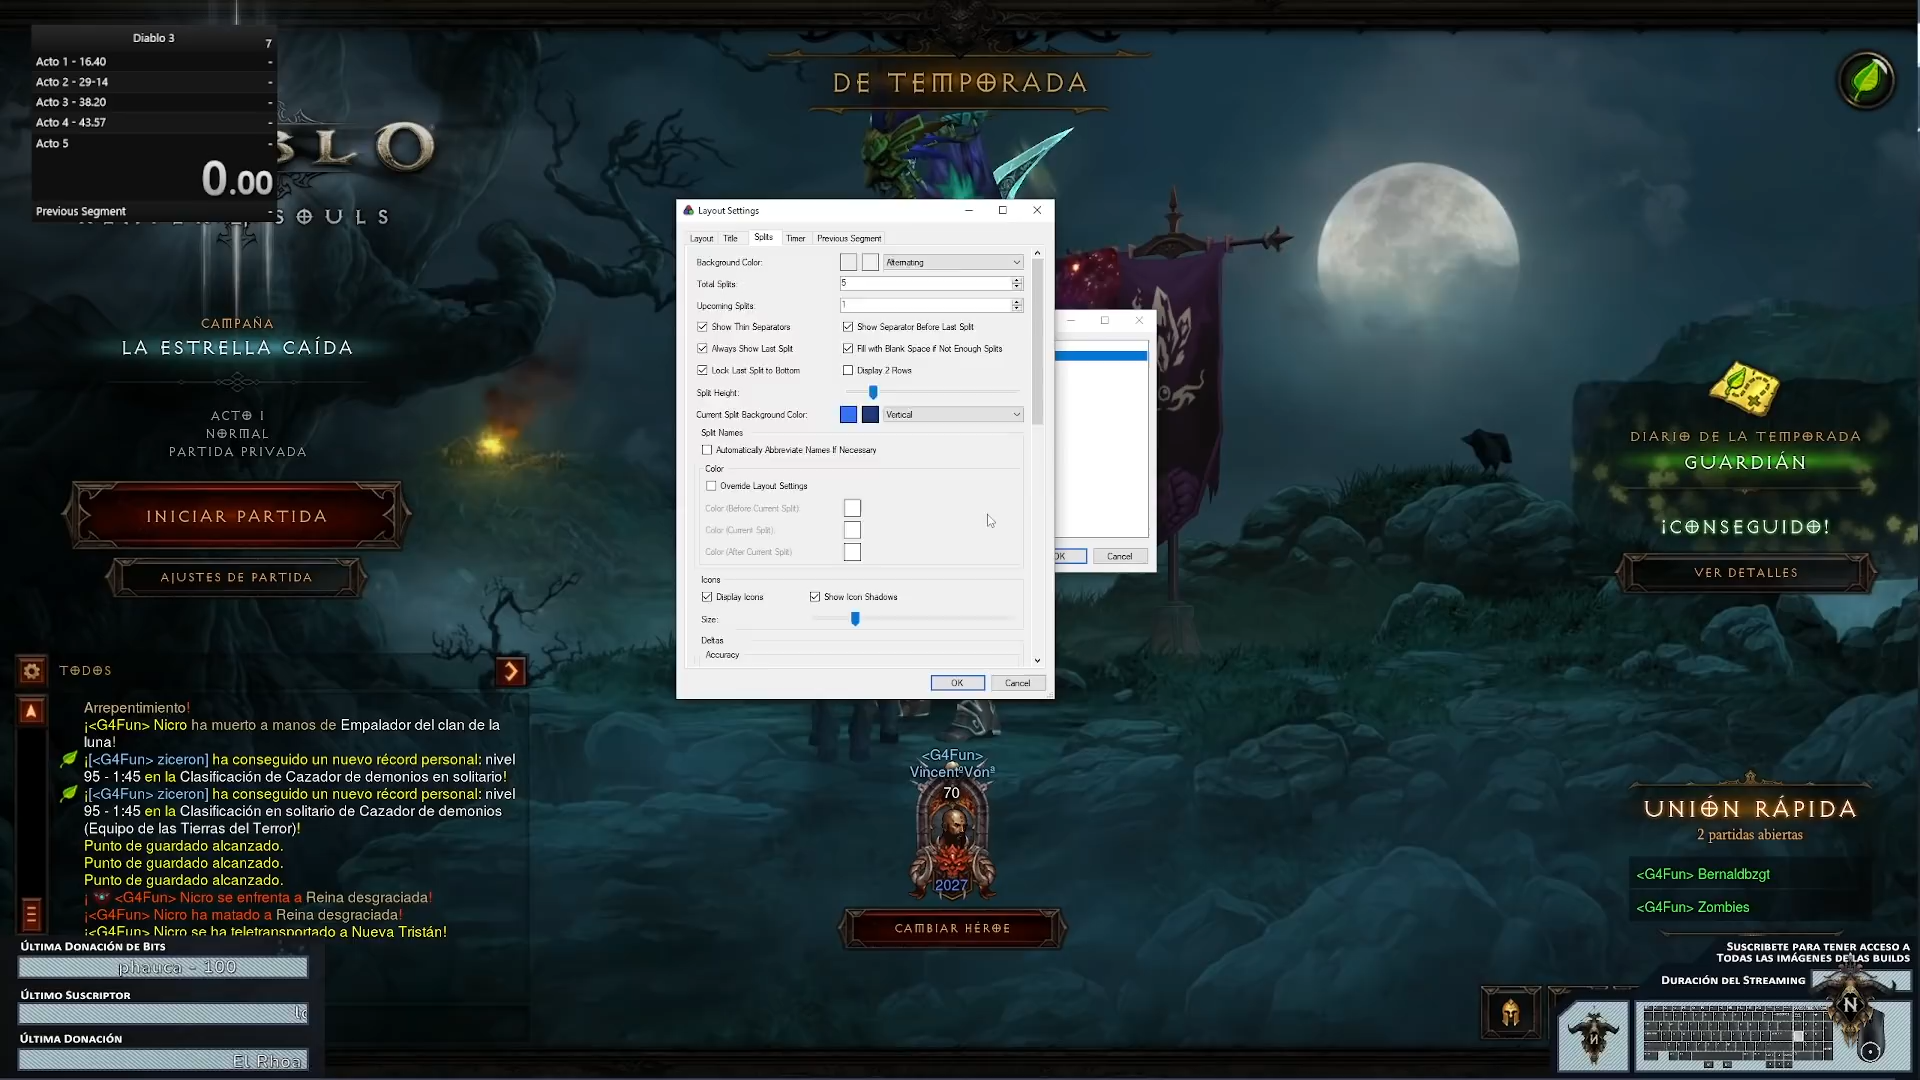 Diablo 3
7
Acto 1 - 16.40 -
Acto 2 - 29-14 -
Acto 3 - 38.20 -
Acto 4 - 43.57 -
Acto 5 -
0.00
Previous Segment -
BLO
SOULS
DE TEMPORADA
CAMPAÑA
LA ESTRELLA CAÍDA
ACTO I
NORMAL
PARTIDA PRIVADA
INICIAR PARTIDA
AJUSTES DE PARTIDA
Layout Settings
Layout Title Splits Timer Previous Segment
Background Color: Alternating
Total Splits: 5
Upcoming Splits: 1
Show Thin Separators Show Separator Before Last Split
Always Show Last Split Fill with Blank Space if Not Enough Splits
Lock Last Split to Bottom Display 2 Rows
Split Height:
Current Split Background Color: Vertical
Split Names
Automatically Abbreviate Names If Necessary
Color
Override Layout Settings
Color (Before Current Split):
Color (Current Split):
Color (After Current Split)
Icons
Display Icons Show Icon Shadows
Size:
Deltas
Accuracy
OK Cancel
OK Cancel
DIARIO DE LA TEMPORADA
GUARDIÁN
¡CONSEGUIDO!
VER DETALLES
TODOS
Arrepentimiento!
¡<G4Fun> Nicro ha muerto a manos de Empalador del clan de la
luna!
¡[<G4Fun> ziceron] ha conseguido un nuevo récord personal: nivel
95 - 1:45 en la Clasificación de Cazador de demonios en solitario!
¡[<G4Fun> ziceron] ha conseguido un nuevo récord personal: nivel
95 - 1:45 en la Clasificación en solitario de Cazador de demonios
(Equipo de las Tierras del Terror)!
Punto de guardado alcanzado.
Punto de guardado alcanzado.
Punto de guardado alcanzado.
¡ <G4Fun> Nicro se enfrenta a Reina desgraciada!
¡<G4Fun> Nicro ha matado a Reina desgraciada!
¡<G4Fun> Nicro se ha teletransportado a Nueva Tristán!
<G4Fun>
VincentºVonª
70
2027
CAMBIAR HÉROE
UNIÓN RÁPIDA
2 partidas abiertas
<G4Fun> Bernaldbzgt
<G4Fun> Zombies
ÚLTIMA DONACIÓN DE BITS
phauca - 100
ÚLTIMO SUSCRIPTOR
ÚLTIMA DONACIÓN
El Rhoa
SUSCRIBETE PARA TENER ACCESO A
TODAS LAS IMÁGENES DE LAS BUILDS
DURACIÓN DEL STREAMING
N
N